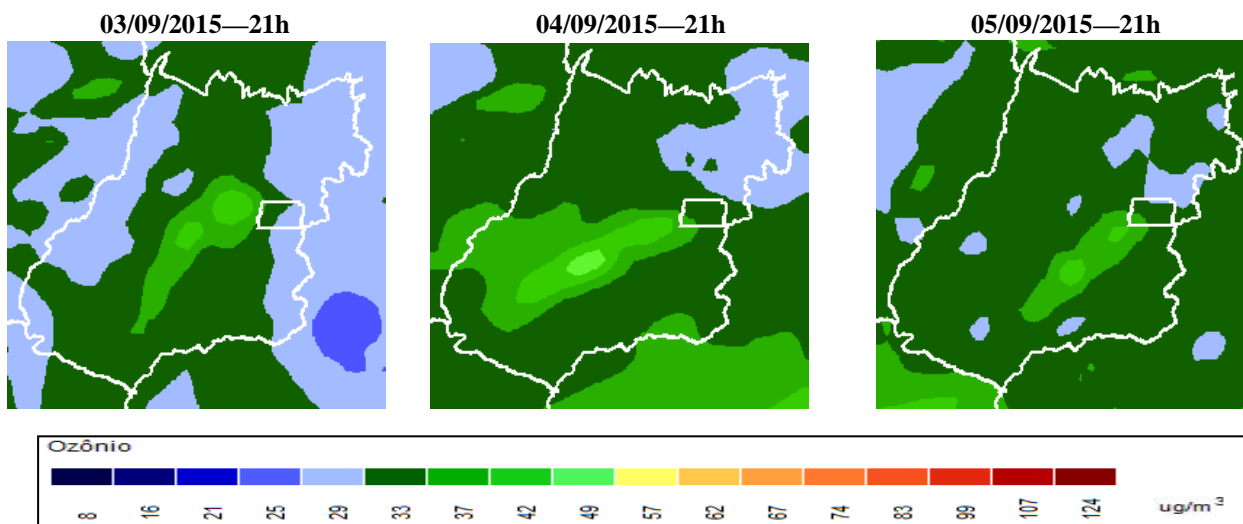 03/09/2015—21h
04/09/2015—21h
05/09/2015—21h
Ozônio
8 16 21 25 29 33 37 42 49 57 62 67 74 83 99 107 124 ug/m³